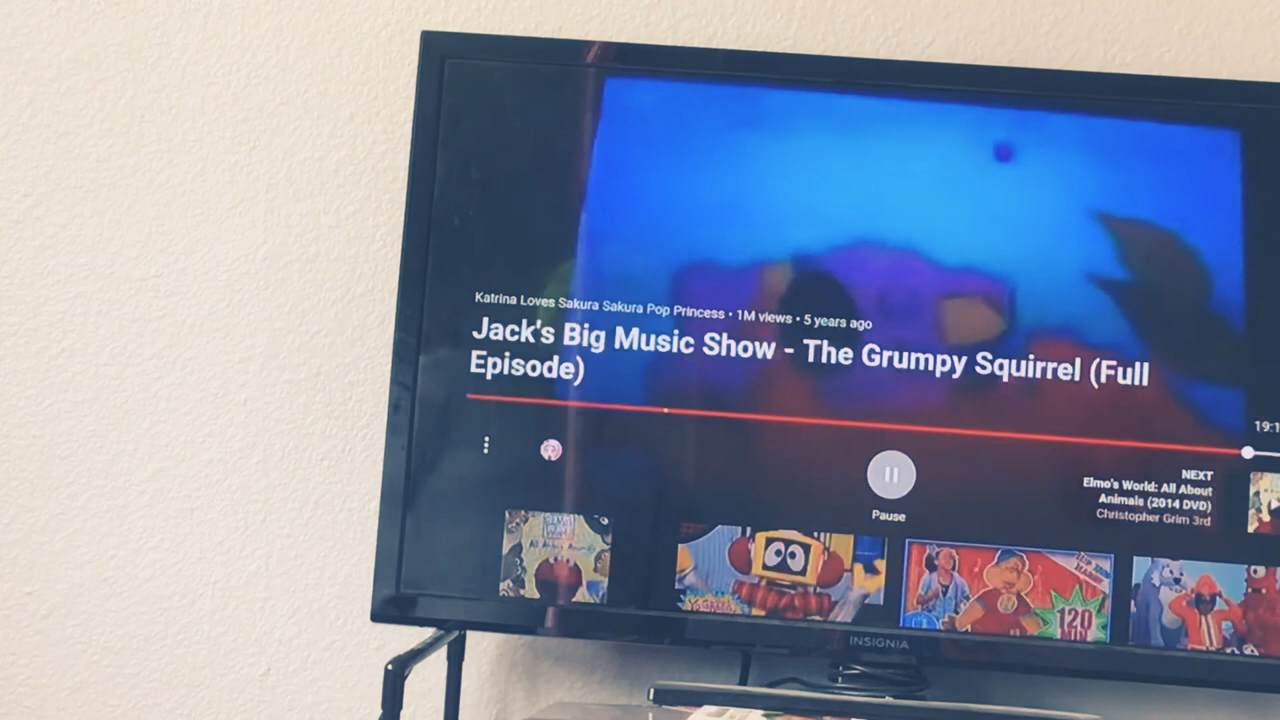 Katrina Loves Sakura Sakura Pop Princess • 1M views • 5 years ago
Jack's Big Music Show - The Grumpy Squirrel (Full
Episode)
19:1
NEXT
Elmo's World: All About
Animals (2014 DVD)
Christopher Grim 3rd
Pause
120
INSIGNIA